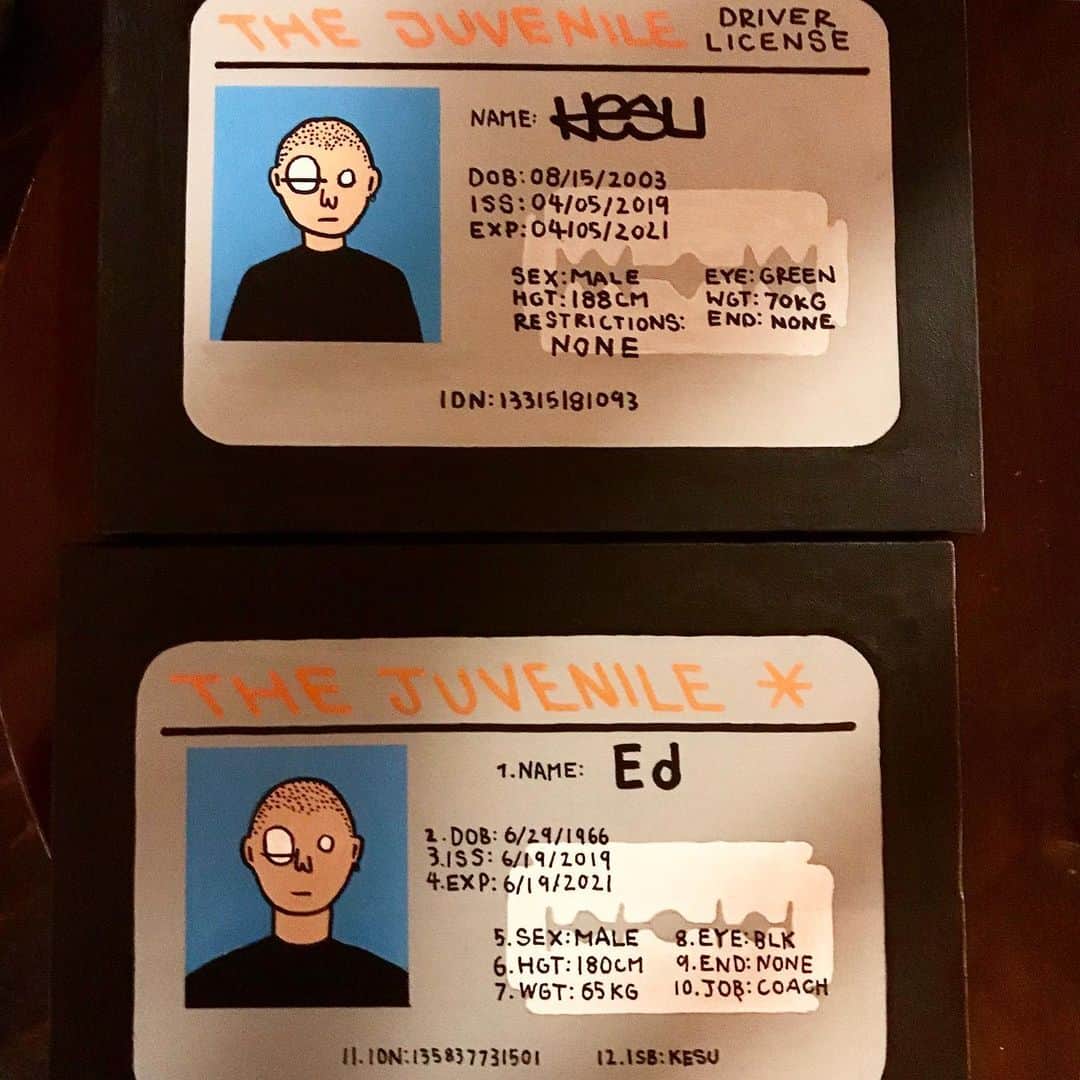 THE JUVENILE DRIVER LICENSE
NAME: Kesu
DOB: 08/15/2003
ISS: 04/05/2019
EXP: 04/05/2021
SEX: MALE EYE: GREEN
HGT: 188CM WGT: 70KG
RESTRICTIONS: END: NONE
NONE
IDN: 13315181093
THE JUVENILE *
1. NAME: Ed
2. DOB: 6/29/1966
3. ISS: 6/19/2019
4. EXP: 6/19/2021
5. SEX: MALE 8. EYE: BLK
6. HGT: 180CM 9. END: NONE
7. WGT: 65KG 10. JOB: COACH
11. IDN: 135837731501 12. ISB: KESU